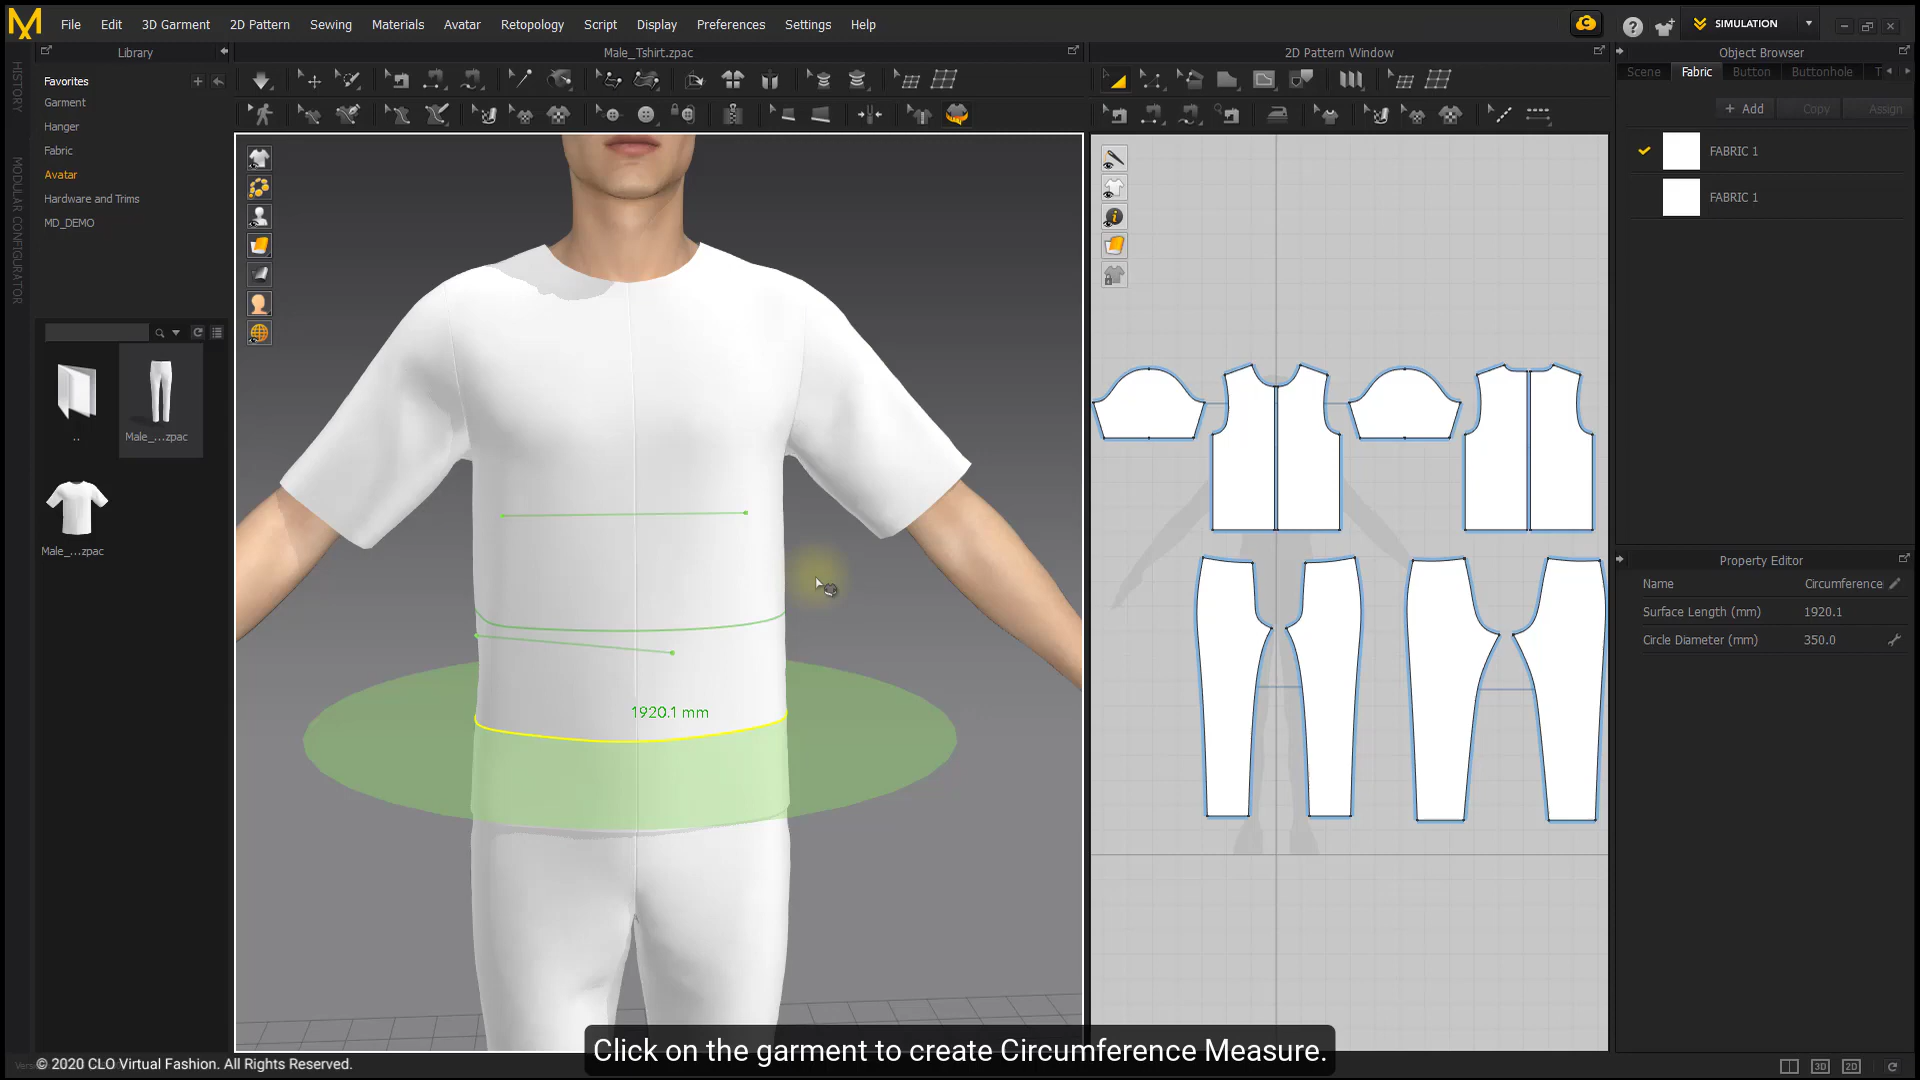 File Edit 3D Garment 2D Pattern Sewing Materials Avatar Retopology Script Display Preferences Settings Help
SIMULATION
Library
Male_Tshirt.zpac
2D Pattern Window
Object Browser
HISTORY
MODULAR CONFIGURATOR
Favorites
Garment
Hanger
Fabric
Avatar
Hardware and Trims
MD_DEMO
..
Male_...zpac
Male_...zpac
1920.1 mm
Scene Fabric Button Buttonhole T
+ Add Copy Assign
FABRIC 1
FABRIC 1
Property Editor
Name Circumference
Surface Length (mm) 1920.1
Circle Diameter (mm) 350.0
Click on the garment to create Circumference Measure.
© 2020 CLO Virtual Fashion. All Rights Reserved.
3D 2D